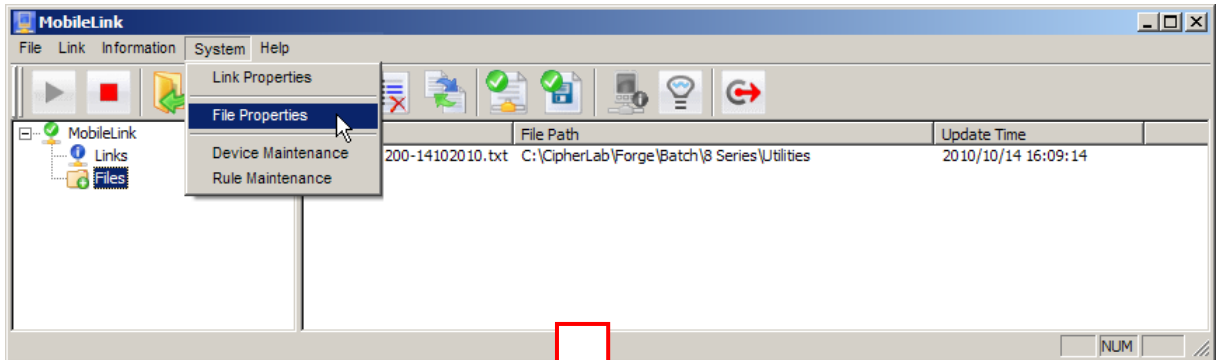 MobileLink
File Link Information System Help
Link Properties
File Properties
Device Maintenance
Rule Maintenance
MobileLink
Links
Files
File Path Update Time
200-14102010.txt C:\CipherLab\Forge\Batch\8 Series\Utilities 2010/10/14 16:09:14
NUM